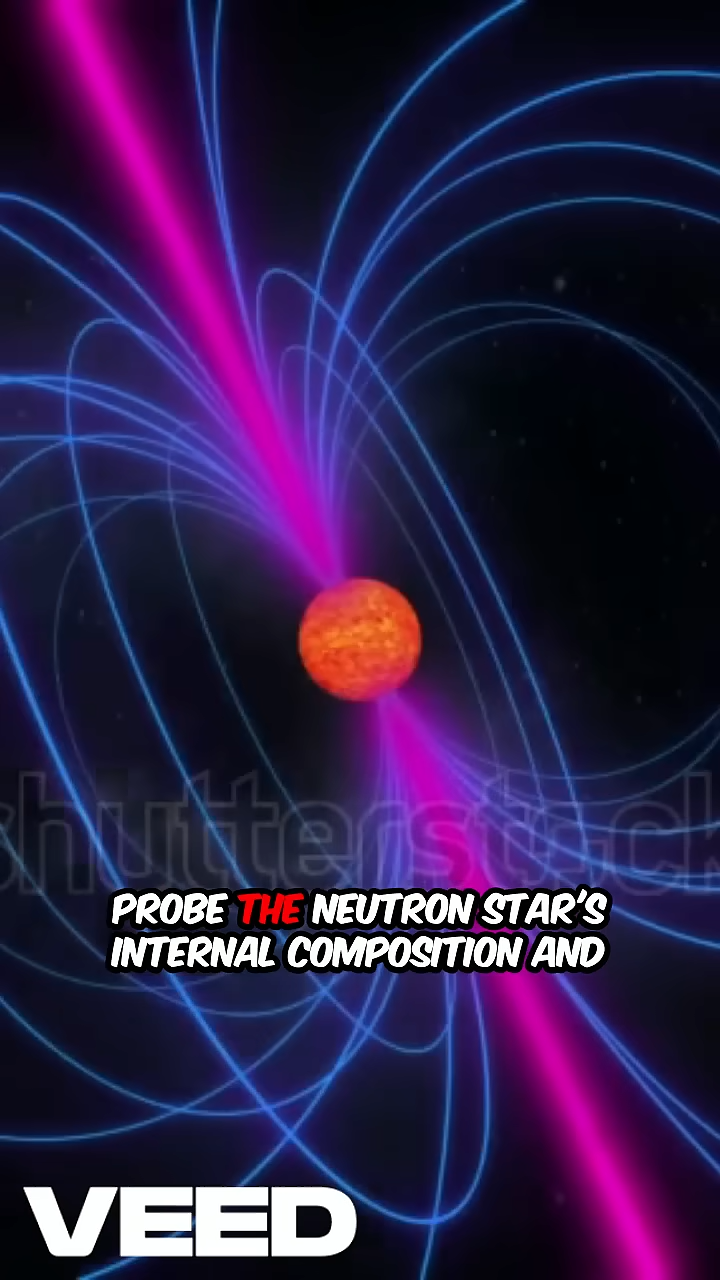 shutterstock
PROBE THE NEUTRON STAR'S
INTERNAL COMPOSITION AND
VEED